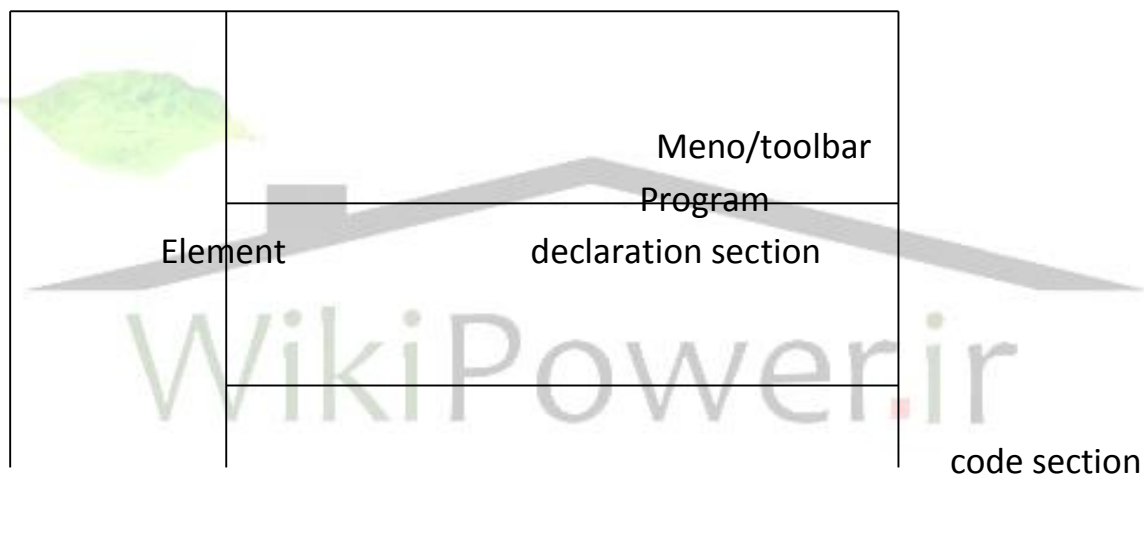 Meno/toolbar
Program
Element declaration section
WikiPower.ir
code section